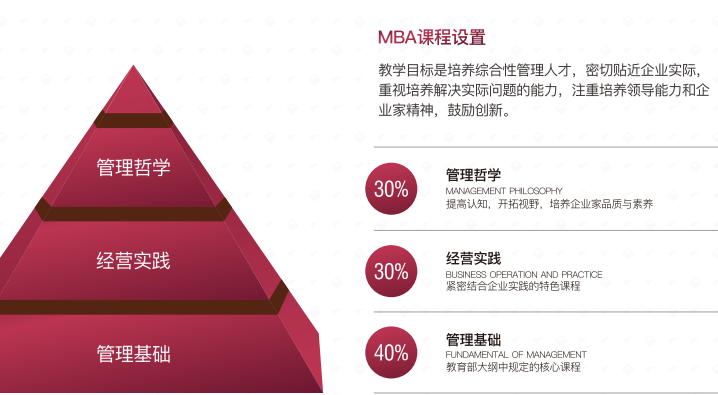 MBA课程设置
教学目标是培养综合性管理人才，密切贴近企业实际，
重视培养解决实际问题的能力，注重培养领导能力和企
业家精神，鼓励创新。
管理哲学
经营实践
管理基础
30%
管理哲学
MANAGEMENT PHILOSOPHY
提高认知，开拓视野，培养企业家品质与素养
30%
经营实践
BUSINESS OPERATION AND PRACTICE
紧密结合企业实践的特色课程
40%
管理基础
FUNDAMENTAL OF MANAGEMENT
教育部大纲中规定的核心课程